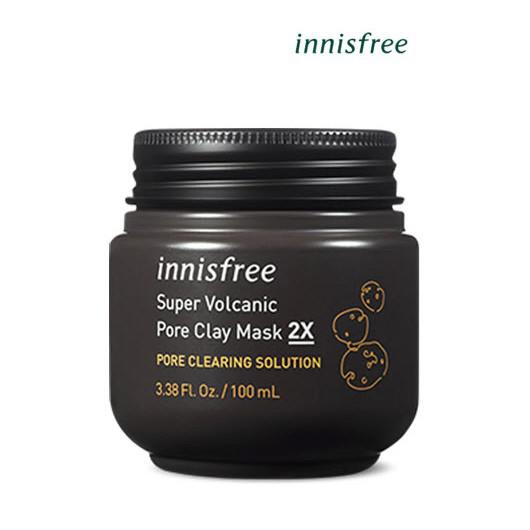 innisfree
innisfree
Super Volcanic
Pore Clay Mask 2X
PORE CLEARING SOLUTION
3.38 Fl. Oz. / 100 mL